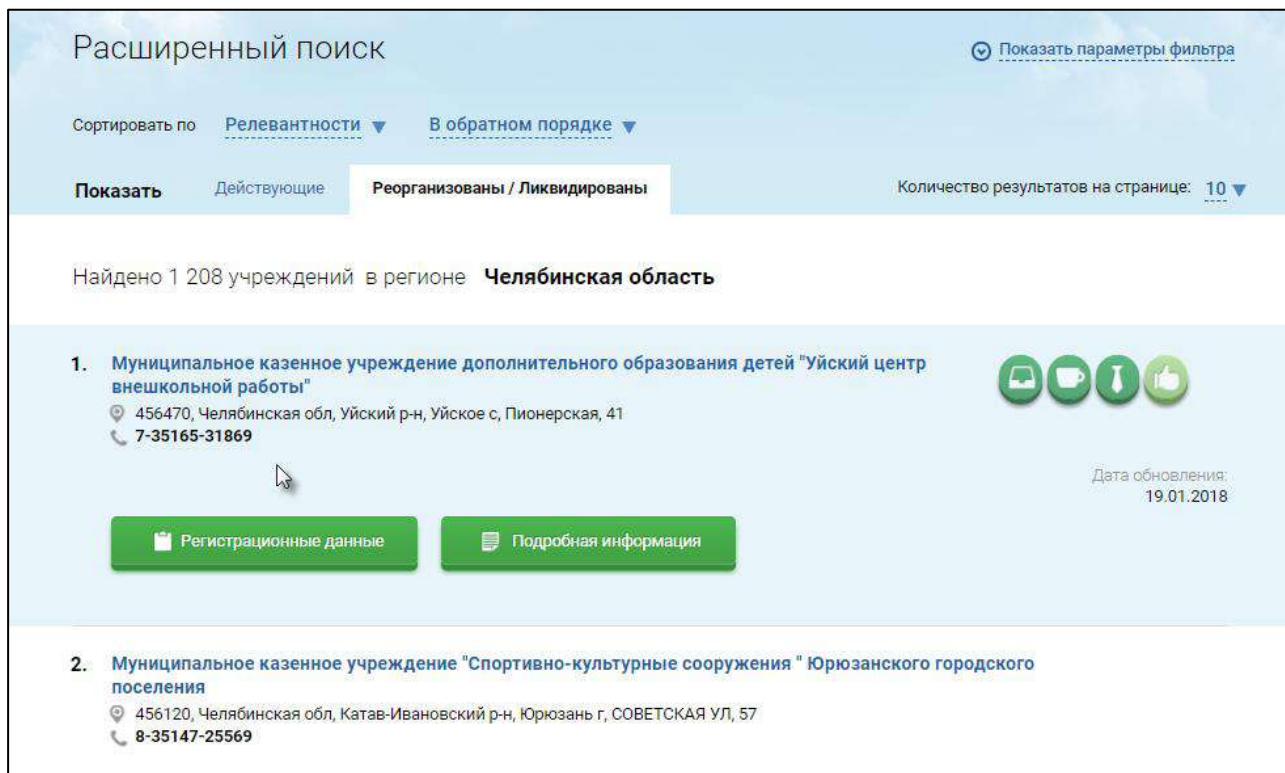 Расширенный поиск
Показать параметры фильтра
Сортировать по Релевантности В обратном порядке
Показать Действующие Реорганизованы / Ликвидированы Количество результатов на странице: 10
Найдено 1 208 учреждений в регионе Челябинская область
1. Муниципальное казенное учреждение дополнительного образования детей "Уйский центр
внешкольной работы"
456470, Челябинская обл, Уйский р-н, Уйское с, Пионерская, 41
7-35165-31869
Дата обновления:
19.01.2018
Регистрационные данные Подробная информация
2. Муниципальное казенное учреждение "Спортивно-культурные сооружения " Юрюзанского городского
поселения
456120, Челябинская обл, Катав-Ивановский р-н, Юрюзань г, СОВЕТСКАЯ УЛ, 57
8-35147-25569